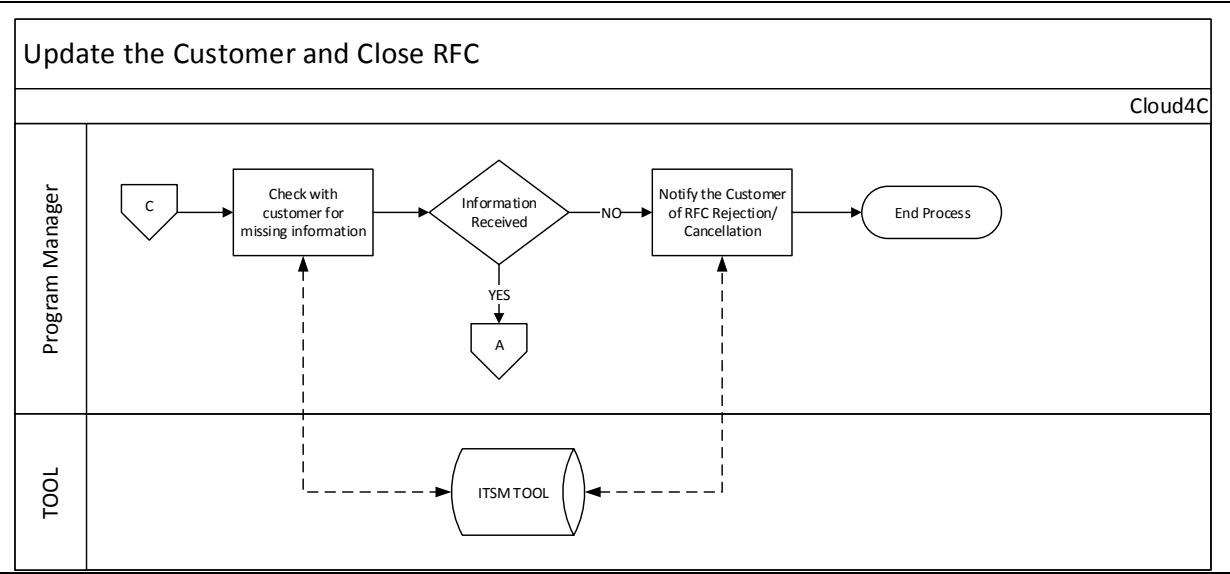 Update the Customer and Close RFC
Cloud4C
Program Manager
C
Check with
customer for
missing information
Information
Received
NO
Notify the Customer
of RFC Rejection/
Cancellation
End Process
YES
A
TOOL
ITSM TOOL